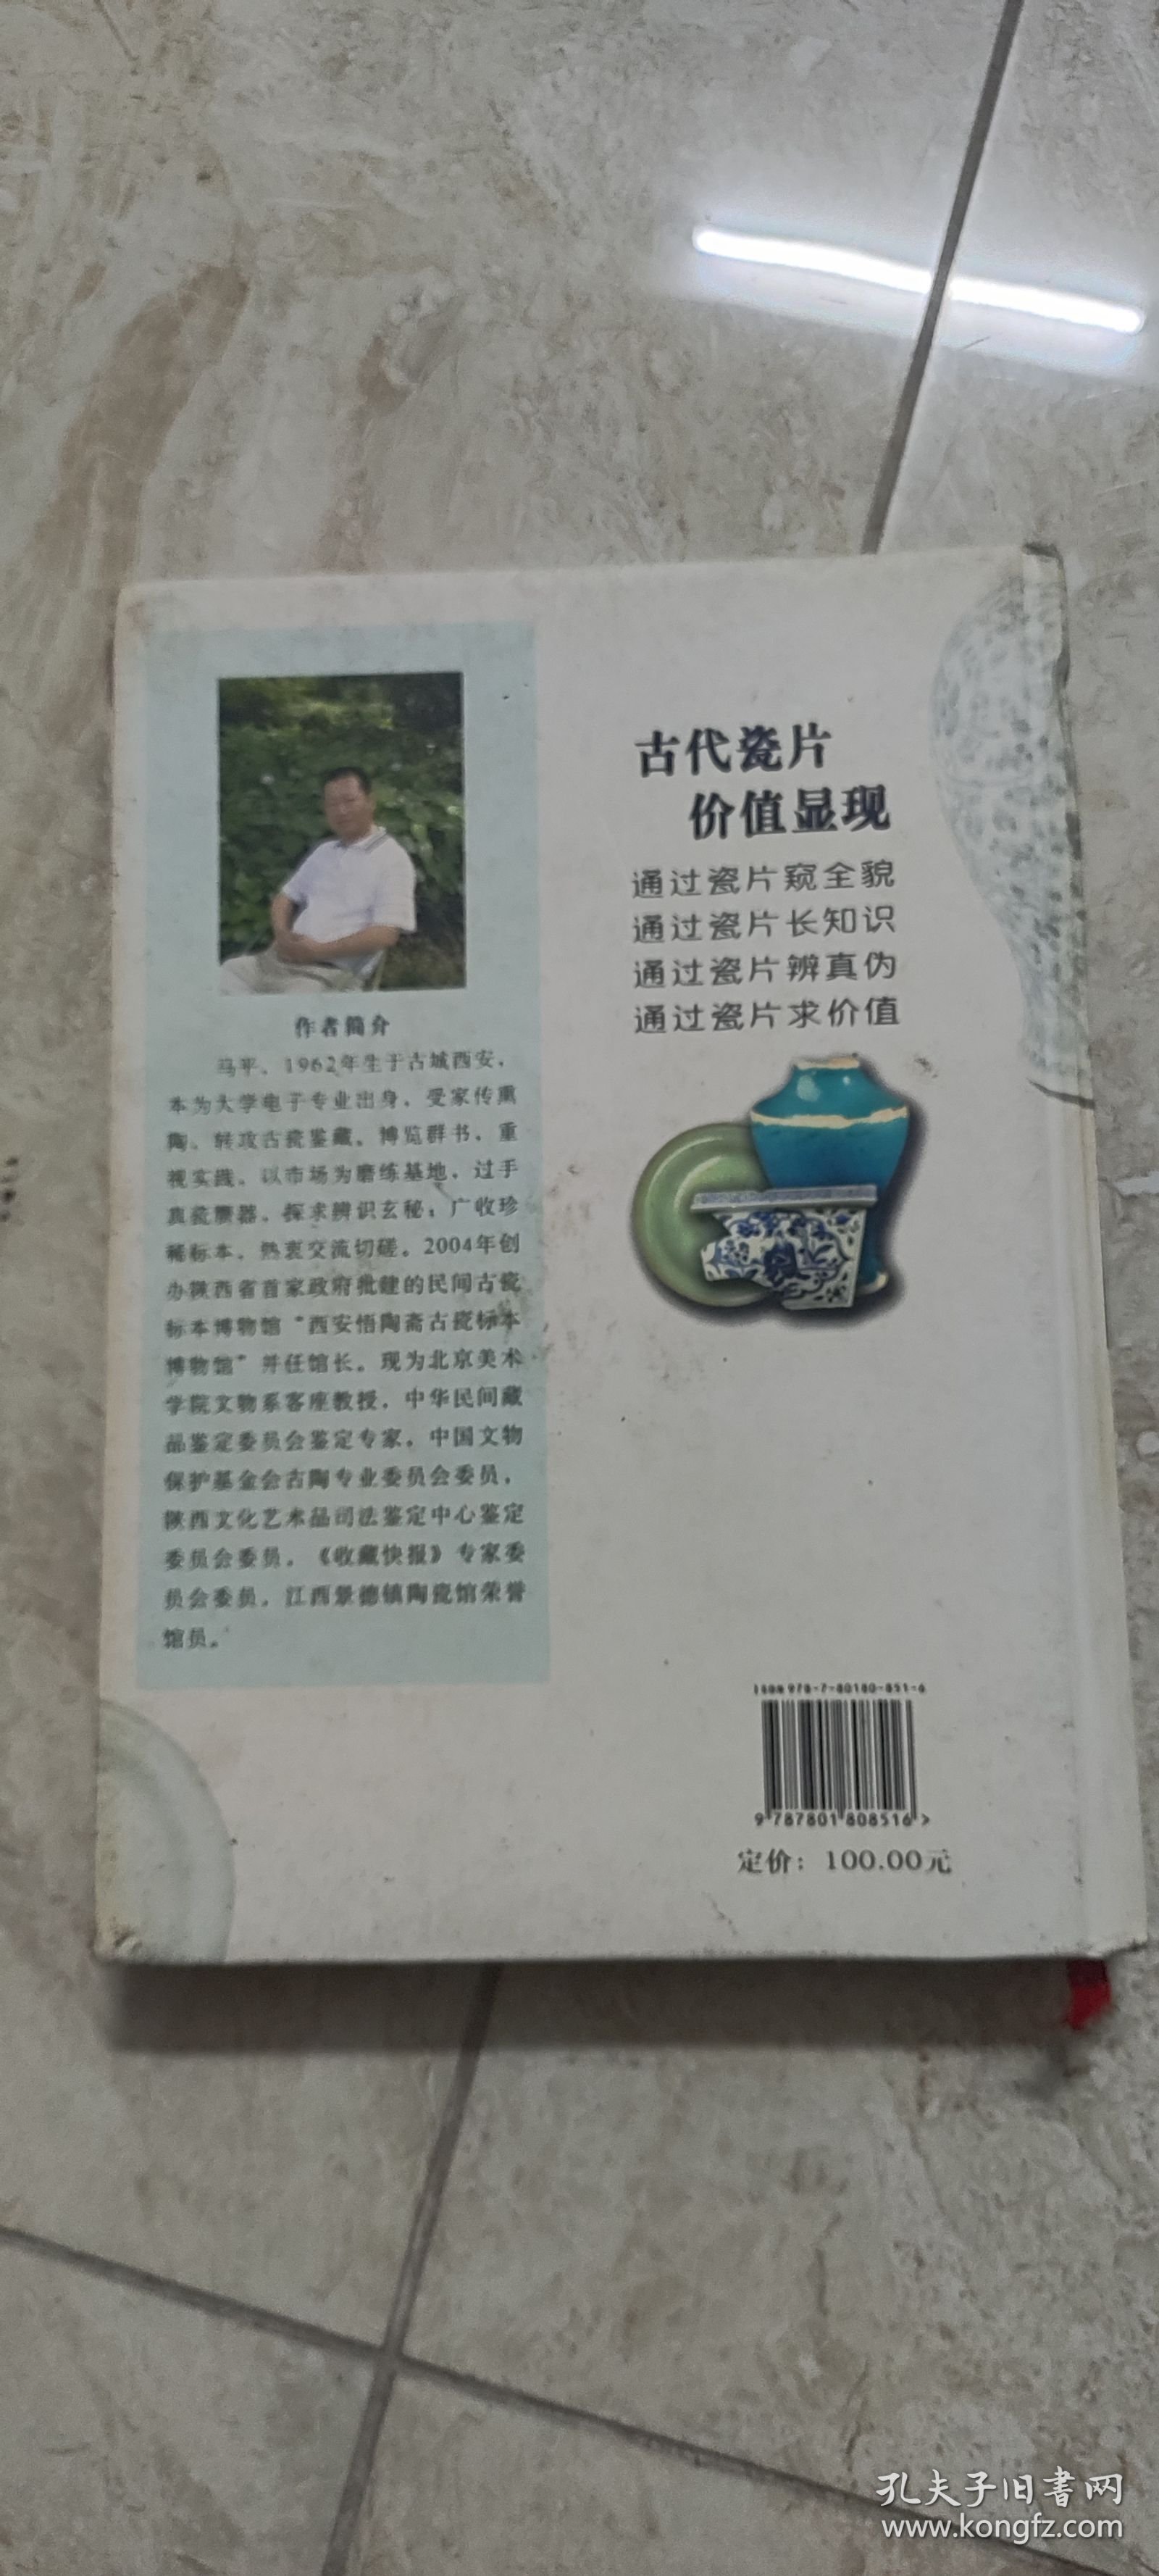 作者简介
马平，1962年生于古城西安，
本为大学电子专业出身，受家传熏
陶，转攻古瓷鉴藏。博览群书，重
视实践，以市场为磨练基地，过手
真瓷赝器，探求辨识玄秘；广收珍
稀标本，热衷交流切磋。2004年创
办陕西省首家政府批建的民间古瓷
标本博物馆“西安悟陶斋古瓷标本
博物馆”并任馆长。现为北京美术
学院文物系客座教授，中华民间藏
品鉴定委员会鉴定专家，中国文物
保护基金会古陶专业委员会委员，
陕西文化艺术品司法鉴定中心鉴定
委员会委员，《收藏快报》专家委
员会委员，江西景德镇陶瓷馆荣誉
馆员。
古代瓷片
价值显现
通过瓷片窥全貌
通过瓷片长知识
通过瓷片辨真伪
通过瓷片求价值
ISBN 978-7-80180-851-6
9 787801 808516 >
定价：100.00元
孔夫子旧书网
www.kongfz.com